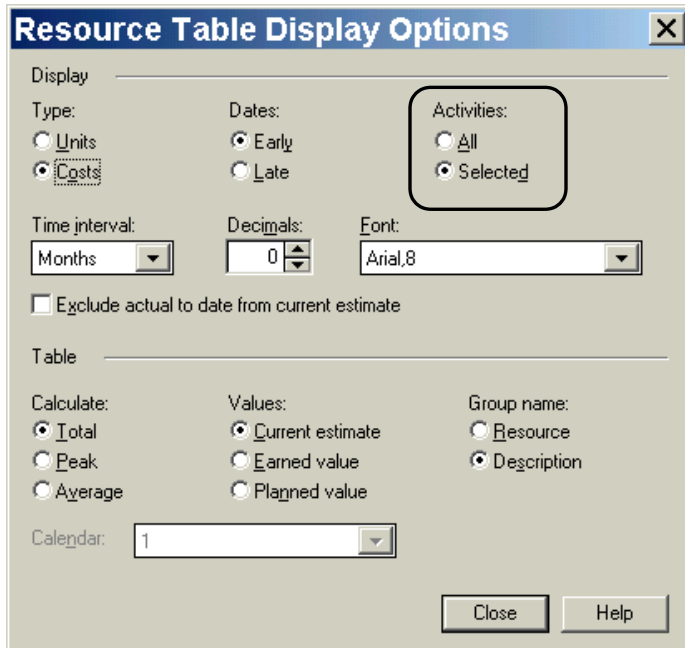 Resource Table Display Options
Display
Type: Dates: Activities:
Units Early All
Costs Late Selected
Time interval: Decimals: Font:
Months 0 Arial,8
Exclude actual to date from current estimate
Table
Calculate: Values: Group name:
Total Current estimate Resource
Peak Earned value Description
Average Planned value
Calendar: 1
Close Help